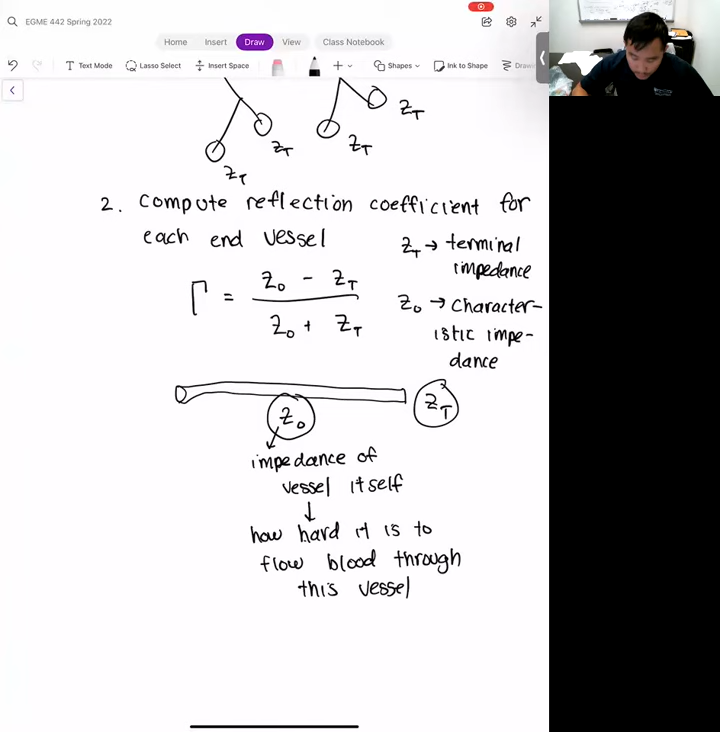 EGME 442 Spring 2022
Home Insert Draw View Class Notebook
Text Mode Lasso Select Insert Space Shapes Ink to Shape
Z_T Z_T Z_T Z_T
2. Compute reflection coefficient for
each end vessel
Z_T → terminal
impedance
Γ = Z_0 - Z_T / Z_0 + Z_T
Z_0 → Character-
istic impe-
dance
Z_0 Z_T
impedance of
vessel itself
↓
how hard it is to
flow blood through
this vessel